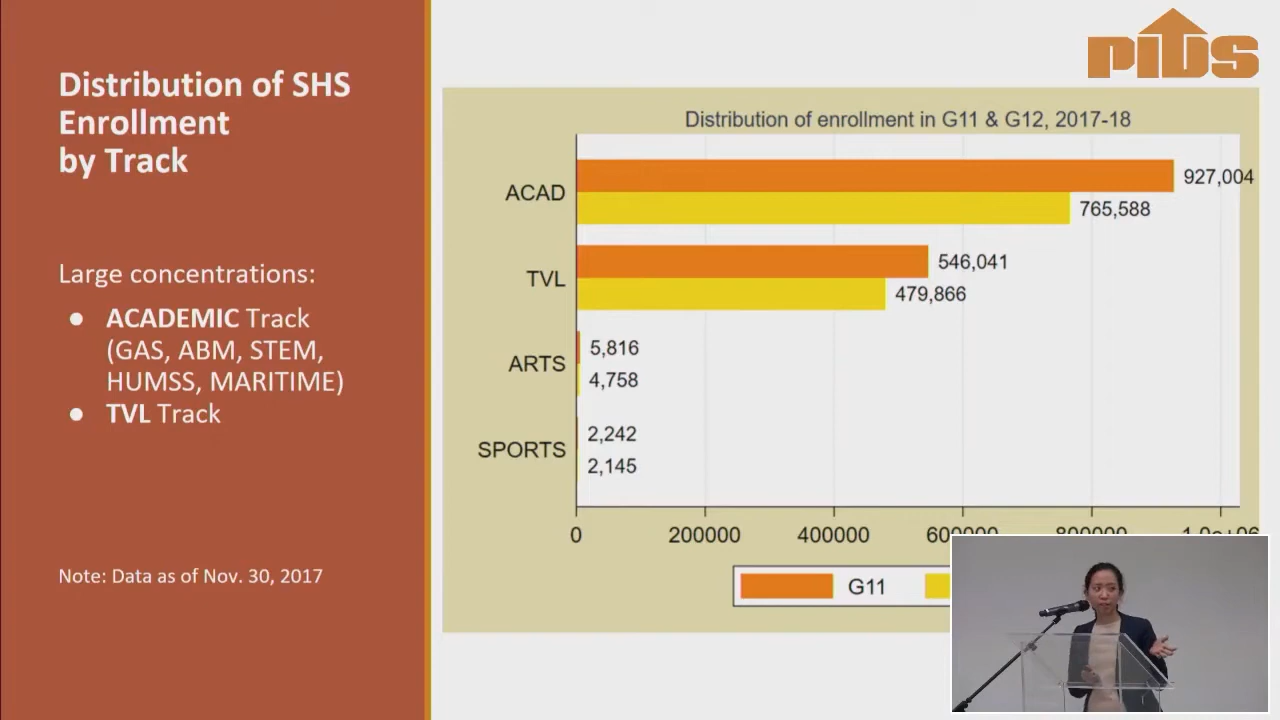 PIDS
Distribution of SHS
Enrollment
by Track
Large concentrations:
● ACADEMIC Track
(GAS, ABM, STEM,
HUMSS, MARITIME)
● TVL Track
Note: Data as of Nov. 30, 2017
Distribution of enrollment in G11 & G12, 2017-18
ACAD
927,004
765,588
TVL
546,041
479,866
ARTS
5,816
4,758
SPORTS
2,242
2,145
0 200000 400000 600000 800000 1.0e+06
G11